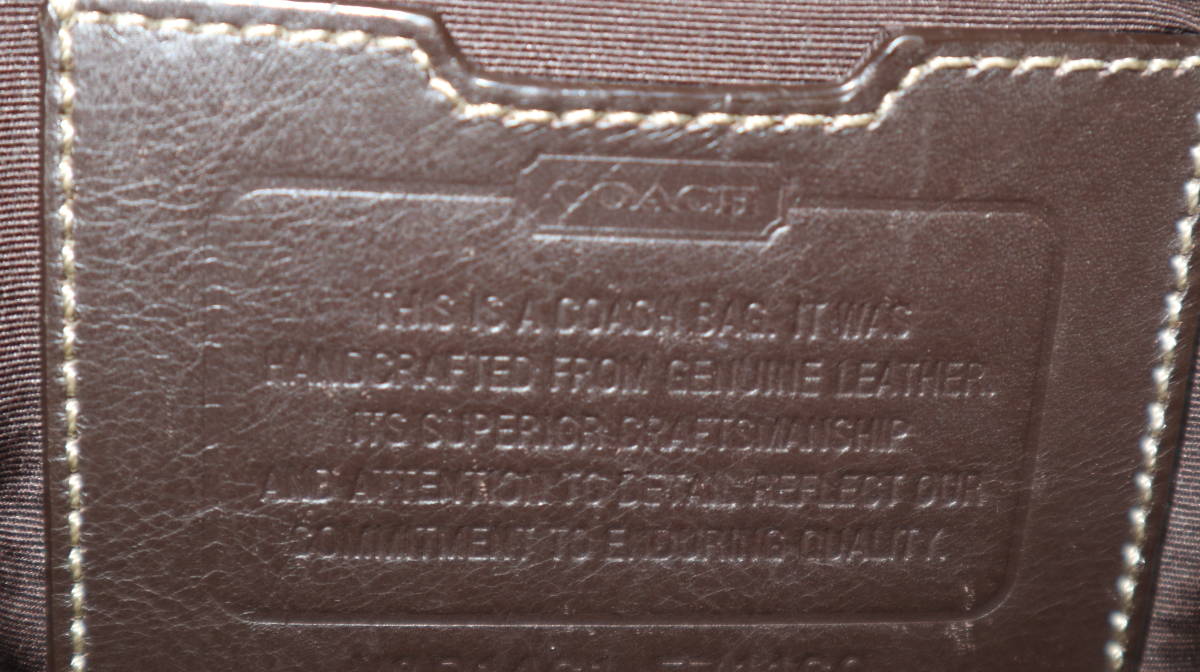 COACH
THIS IS A COACH BAG. IT WAS
HANDCRAFTED FROM GENUINE LEATHER.
ITS SUPERIOR CRAFTSMANSHIP
AND ATTENTION TO DETAIL REFLECT OUR
COMMITMENT TO ENDURING QUALITY.